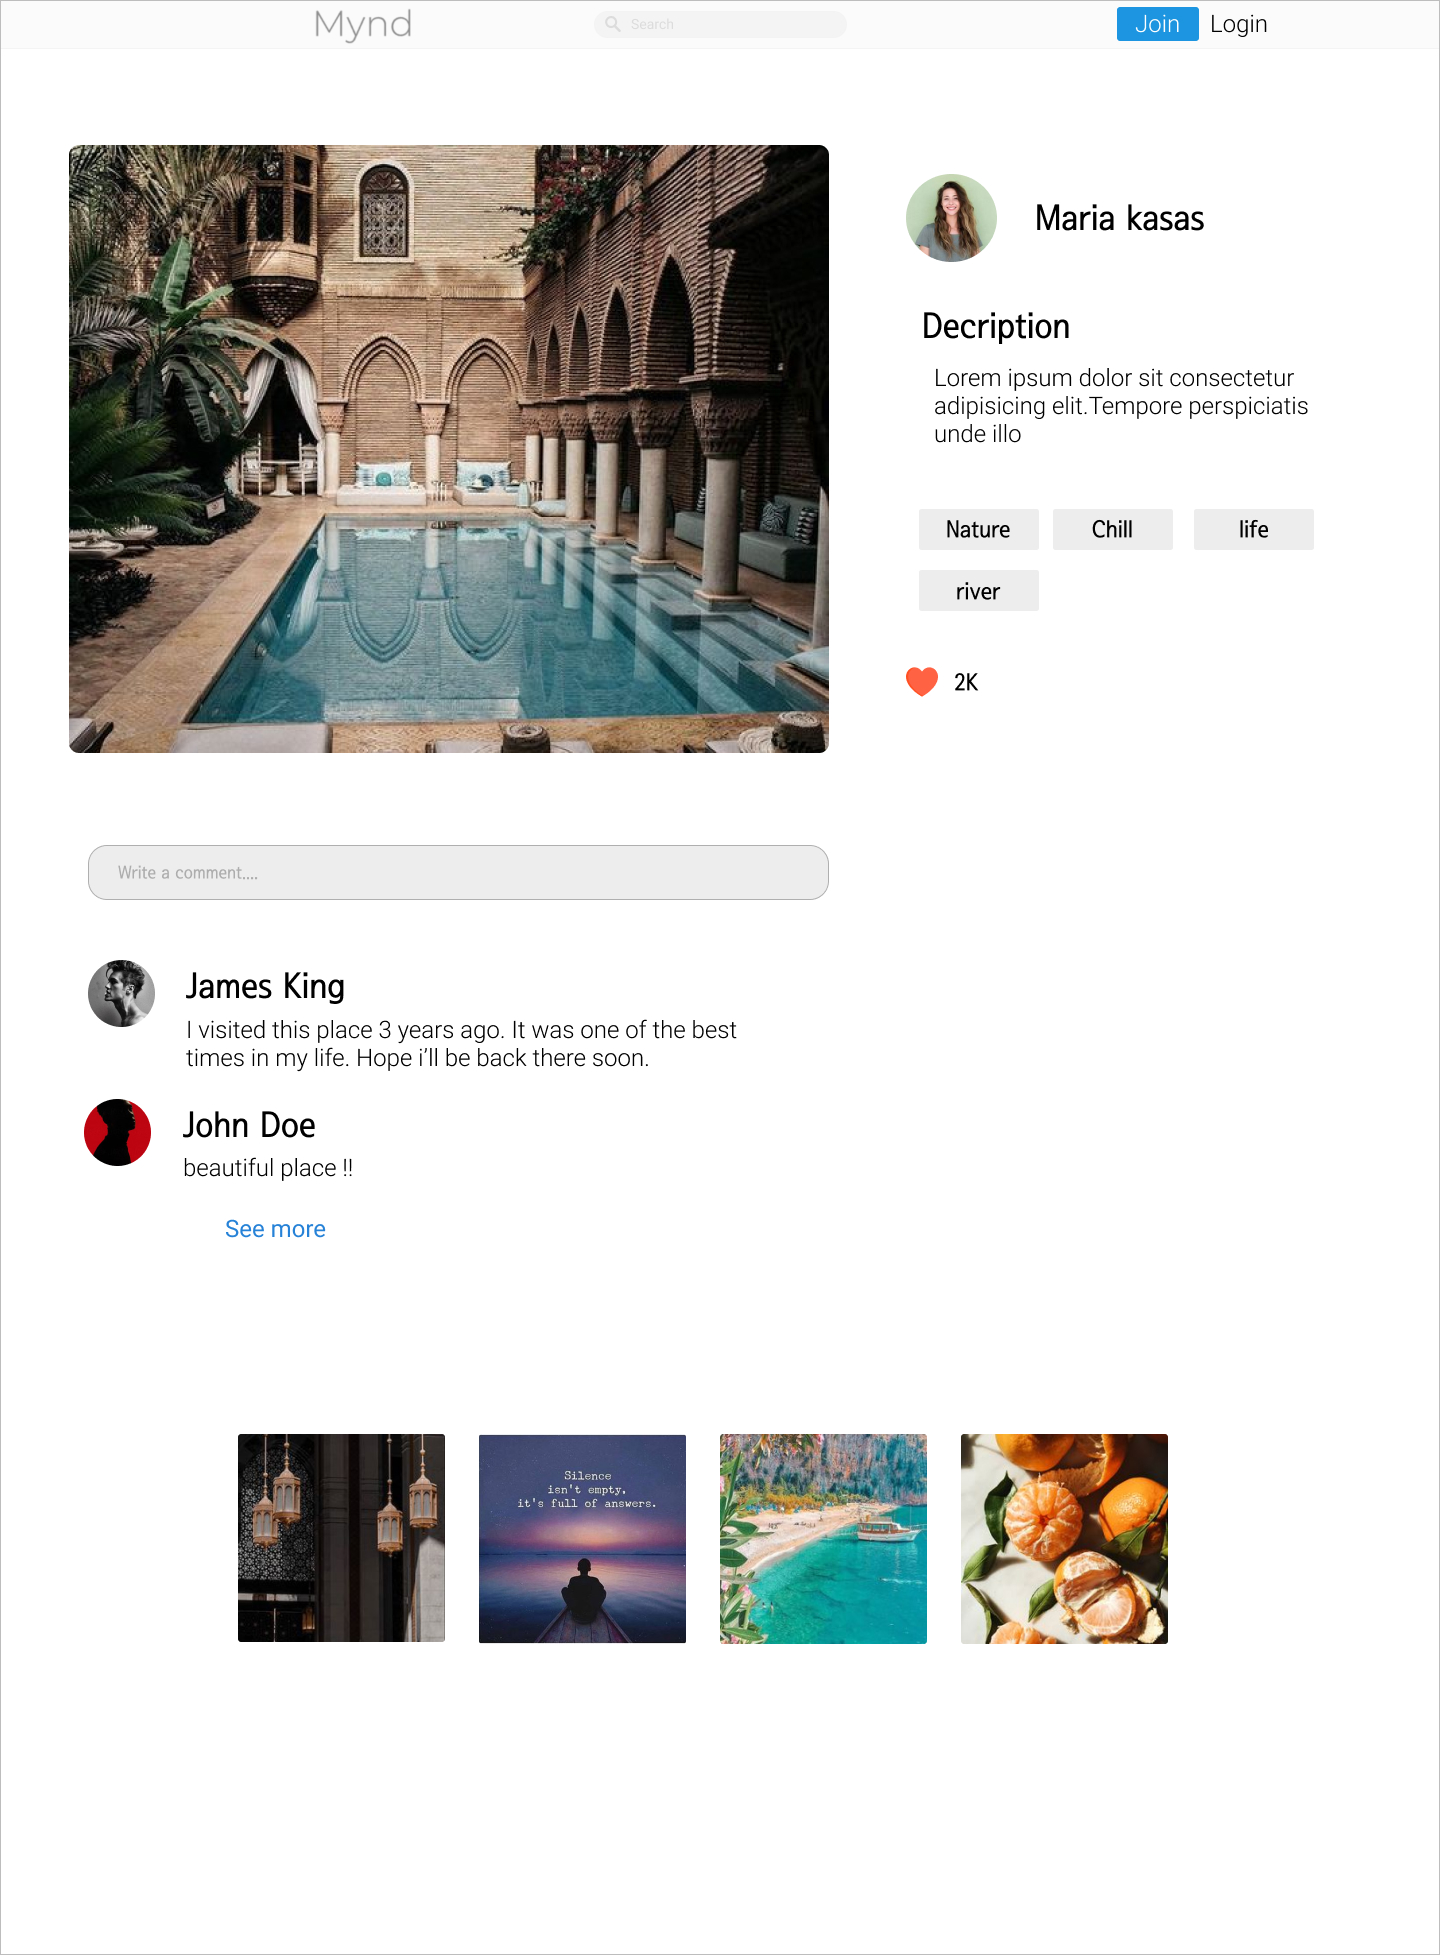 Mynd
Search
Join
Login
Maria kasas
Decription
Lorem ipsum dolor sit consectetur
adipisicing elit.Tempore perspiciatis
unde illo
Nature
Chill
life
river
2K
Write a comment....
James King
I visited this place 3 years ago. It was one of the best
times in my life. Hope i’ll be back there soon.
John Doe
beautiful place !!
See more
Silence
isn't empty,
it's full of answers.